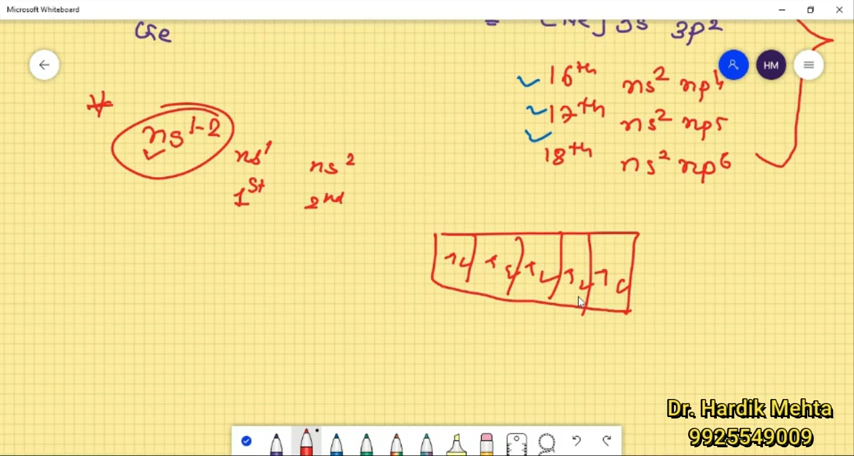 Microsoft Whiteboard
3p2
HM
16th ns2 np4
17th ns2 np5
18th ns2 np6
ns1-2
ns1 ns2
1st 2nd
Dr. Hardik Mehta
9925549009